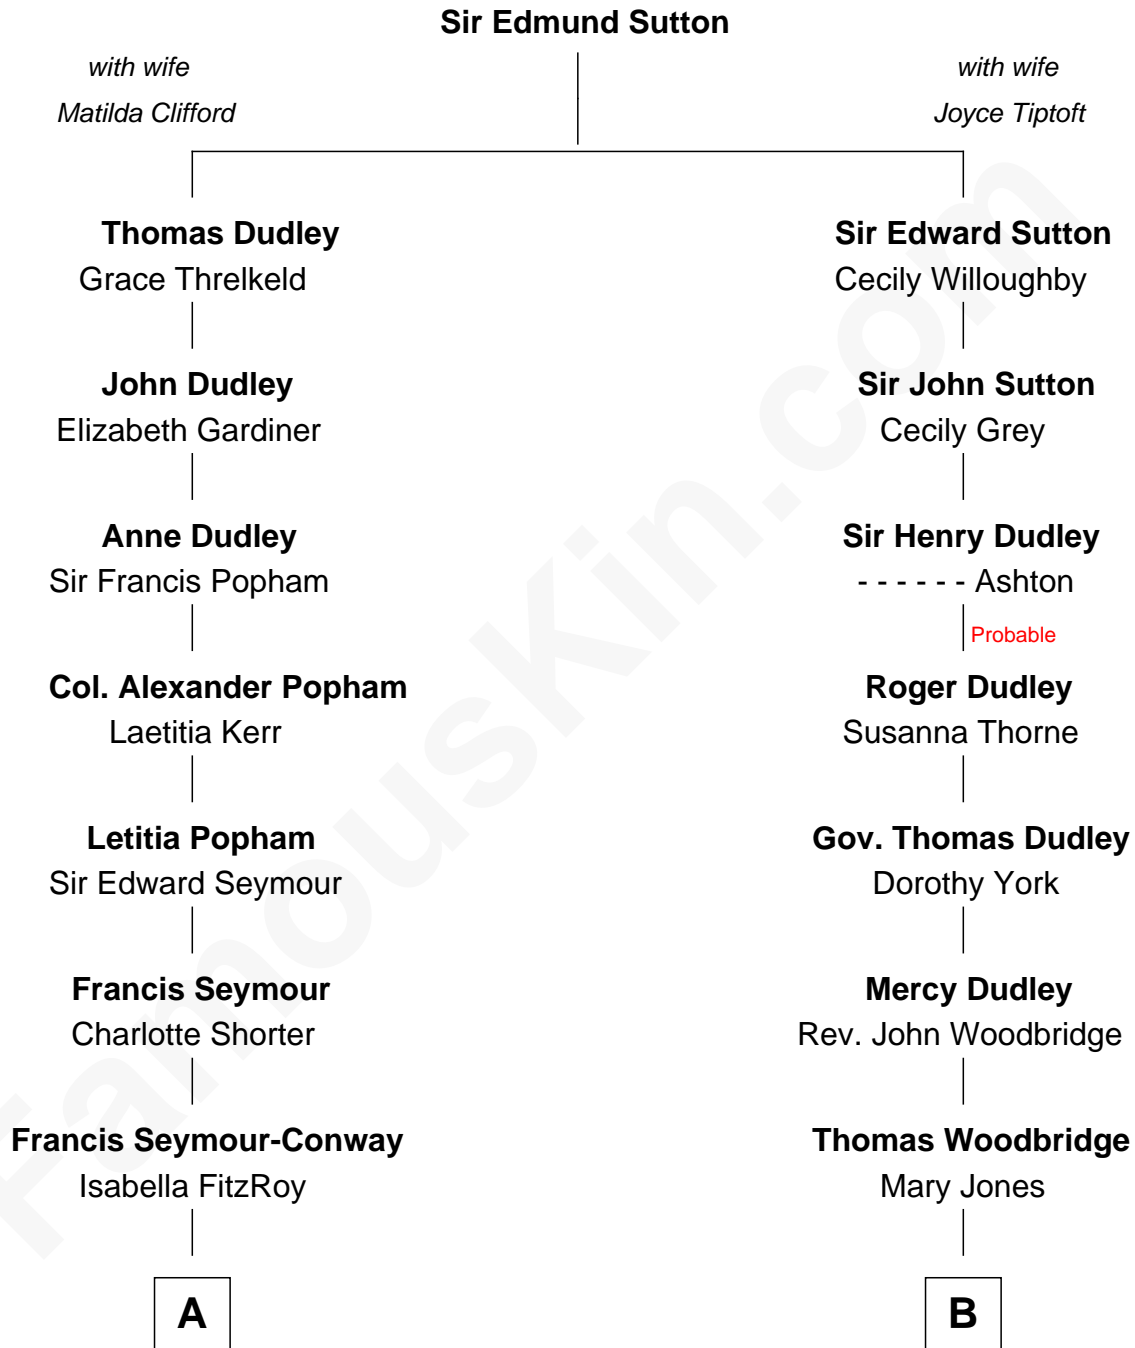 Sir Edmund Sutton
with wife
Matilda Clifford
with wife
Joyce Tiptoft
Thomas Dudley
Grace Threlkeld
Sir Edward Sutton
Cecily Willoughby
John Dudley
Elizabeth Gardiner
Sir John Sutton
Cecily Grey
Anne Dudley
Sir Francis Popham
Sir Henry Dudley
- - - - - - Ashton
Probable
Col. Alexander Popham
Laetitia Kerr
Roger Dudley
Susanna Thorne
Letitia Popham
Sir Edward Seymour
Gov. Thomas Dudley
Dorothy York
Francis Seymour
Charlotte Shorter
Mercy Dudley
Rev. John Woodbridge
Francis Seymour-Conway
Isabella FitzRoy
Thomas Woodbridge
Mary Jones
A
B
FamousKin.com